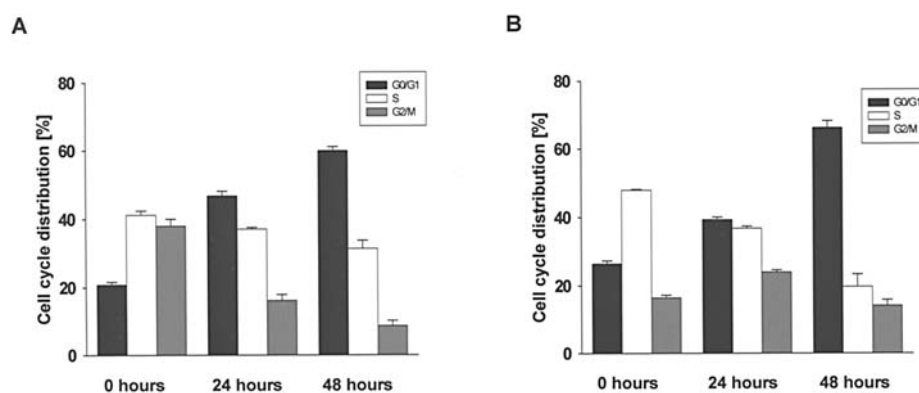 A
Cell cycle distribution [%]
80
60
40
20
0
G0/G1
S
G2/M
0 hours 24 hours 48 hours
B
Cell cycle distribution [%]
80
60
40
20
0
G0/G1
S
G2/M
0 hours 24 hours 48 hours